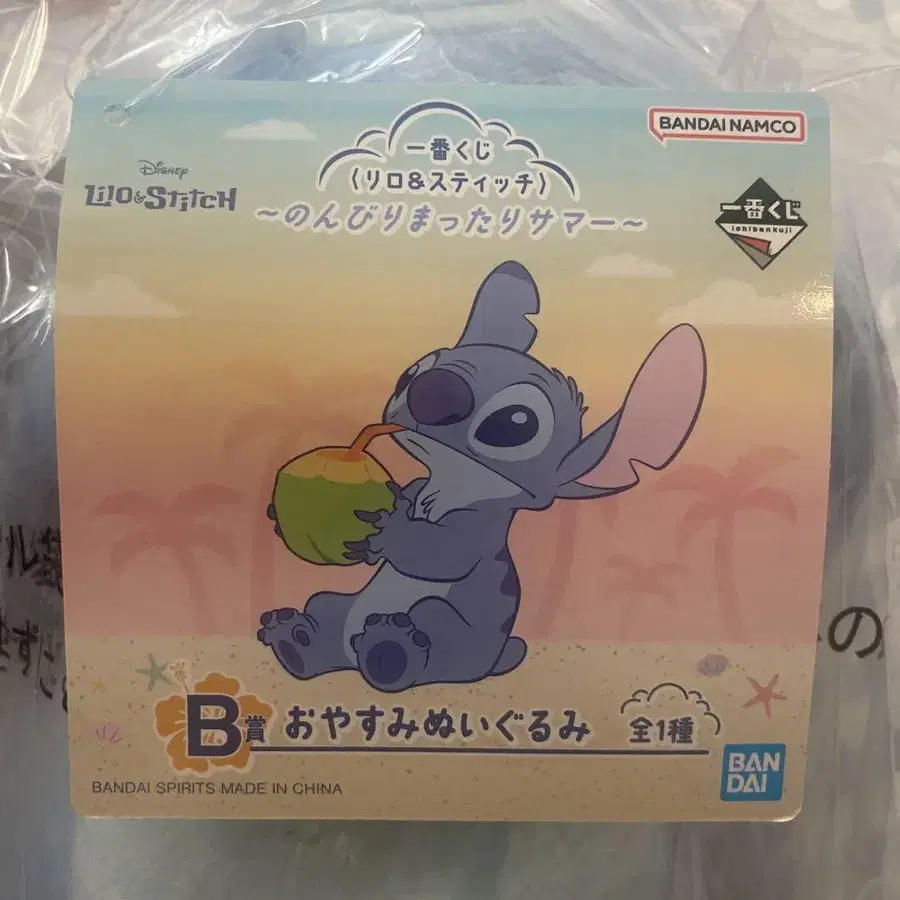 一番くじ
〈リロ&スティッチ〉
~のんびりまったりサマー~
Disney
LILO & STITCH
BANDAI NAMCO
一番くじ
ichibankuji
B賞 おやすみぬいぐるみ 全1種
BANDAI SPIRITS MADE IN CHINA
BAN
DAI
の